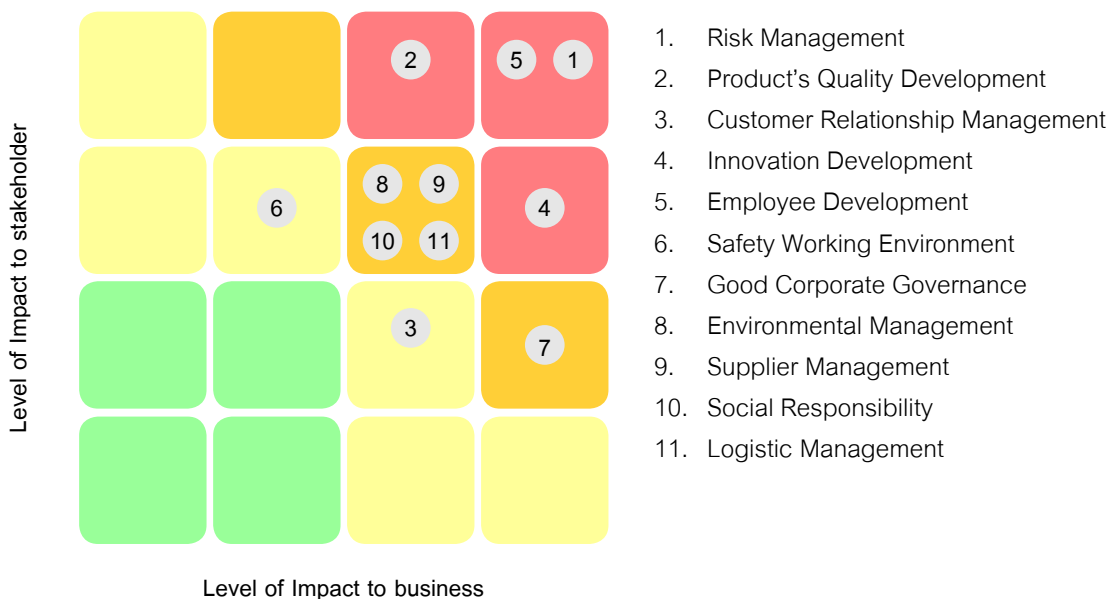 Level of Impact to stakeholder
2
5 1
6
8 9
10 11
4
3
7
Level of Impact to business
1. Risk Management
2. Product's Quality Development
3. Customer Relationship Management
4. Innovation Development
5. Employee Development
6. Safety Working Environment
7. Good Corporate Governance
8. Environmental Management
9. Supplier Management
10. Social Responsibility
11. Logistic Management